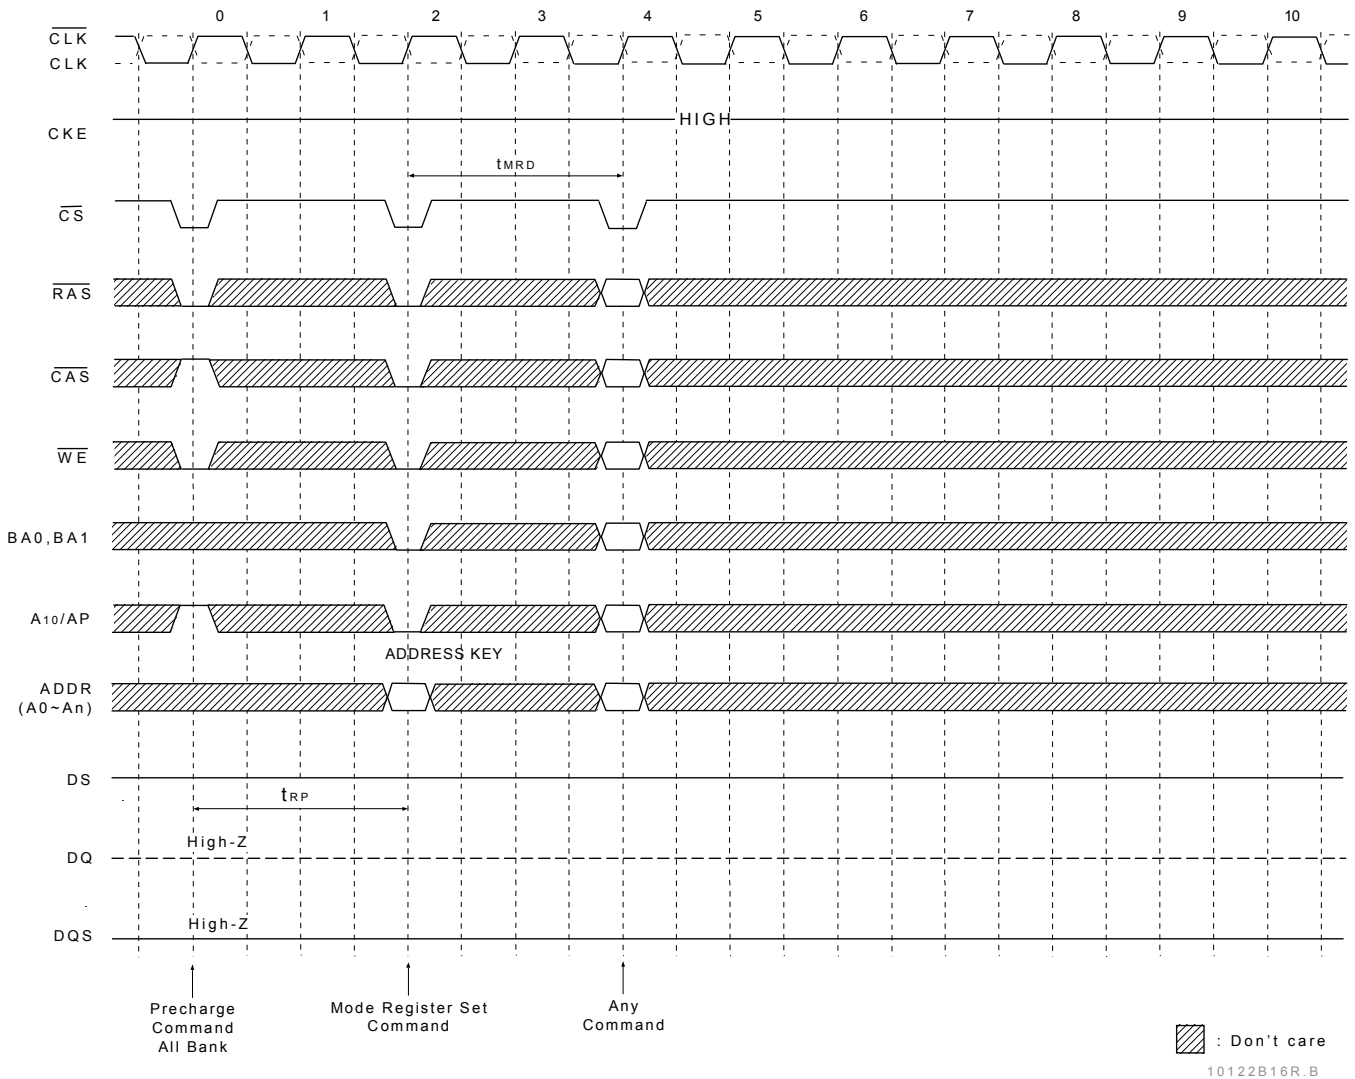 0 1 2 3 4 5 6 7 8 9 10
CLK
CLK
HIGH
CKE
tMRD
CS
RAS
CAS
WE
BA0,BA1
A10/AP
ADDRESS KEY
ADDR
(A0~An)
DS
tRP
High-Z
DQ
High-Z
DQS
Precharge
Command
All Bank
Mode Register Set
Command
Any
Command
: Don't care
10122B16R.B